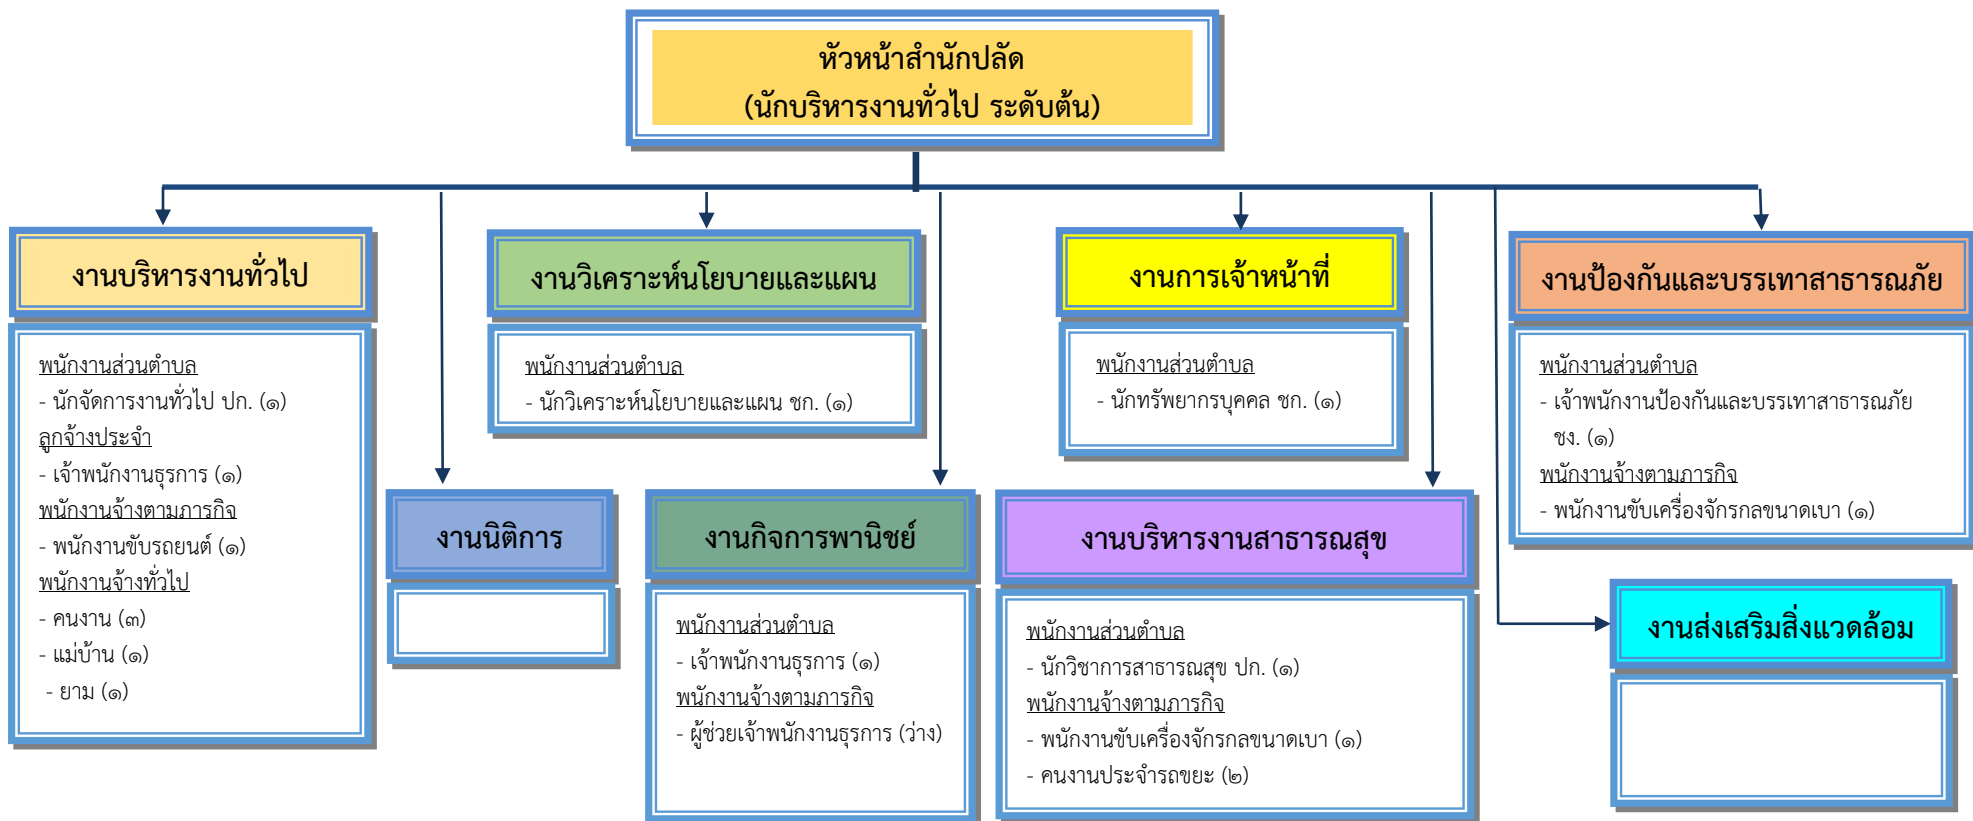 หัวหน้าสำนักปลัด
(นักบริหารงานทั่วไป ระดับต้น)
งานบริหารงานทั่วไป
พนักงานส่วนตำบล
- นักจัดการงานทั่วไป ปก. (๑)
ลูกจ้างประจำ
- เจ้าพนักงานธุรการ (๑)
พนักงานจ้างตามภารกิจ
- พนักงานขับรถยนต์ (๑)
พนักงานจ้างทั่วไป
- คนงาน (๓)
- แม่บ้าน (๑)
- ยาม (๑)
งานวิเคราะห์นโยบายและแผน
พนักงานส่วนตำบล
- นักวิเคราะห์นโยบายและแผน ชก. (๑)
งานการเจ้าหน้าที่
พนักงานส่วนตำบล
- นักทรัพยากรบุคคล ชก. (๑)
งานป้องกันและบรรเทาสาธารณภัย
พนักงานส่วนตำบล
- เจ้าพนักงานป้องกันและบรรเทาสาธารณภัย
ชง. (๑)
พนักงานจ้างตามภารกิจ
- พนักงานขับเครื่องจักรกลขนาดเบา (๑)
งานนิติการ
งานกิจการพานิชย์
พนักงานส่วนตำบล
- เจ้าพนักงานธุรการ (๑)
พนักงานจ้างตามภารกิจ
- ผู้ช่วยเจ้าพนักงานธุรการ (ว่าง)
งานบริหารงานสาธารณสุข
พนักงานส่วนตำบล
- นักวิชาการสาธารณสุข ปก. (๑)
พนักงานจ้างตามภารกิจ
- พนักงานขับเครื่องจักรกลขนาดเบา (๑)
- คนงานประจำรถขยะ (๒)
งานส่งเสริมสิ่งแวดล้อม